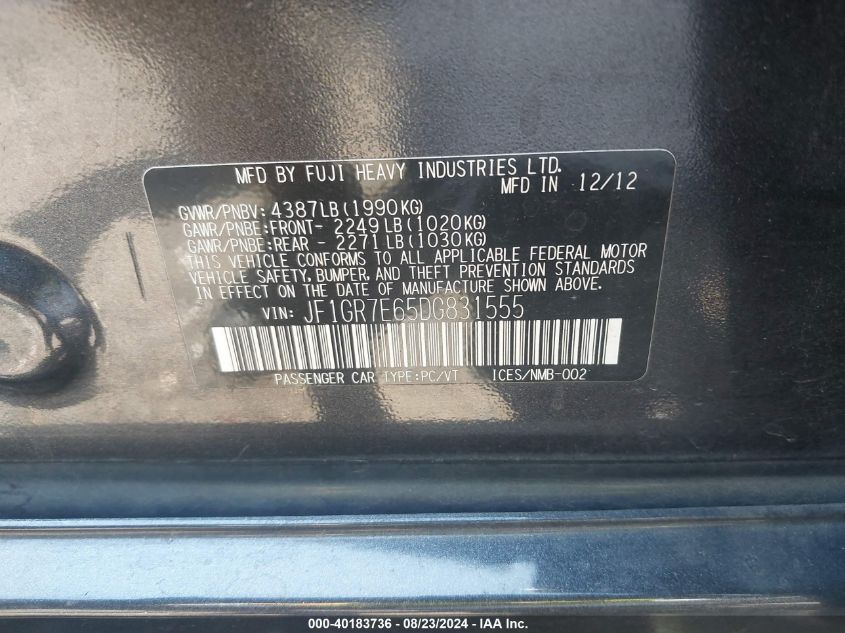 MFD BY FUJI HEAVY INDUSTRIES LTD.
MFD IN 12/12
GVWR/PNBV: 4387LB(1990KG)
GAWR/PNBE:FRONT- 2249LB(1020KG)
GAWR/PNBE:REAR - 2271LB(1030KG)
THIS VEHICLE CONFORMS TO ALL APPLICABLE FEDERAL MOTOR
VEHICLE SAFETY, BUMPER, AND THEFT PREVENTION STANDARDS
IN EFFECT ON THE DATE OF MANUFACTURE SHOWN ABOVE.
VIN: JF1GR7E65DG831555
PASSENGER CAR TYPE:PC/VT ICES/NMB-002
000-40183736 - 08/23/2024 - IAA Inc.